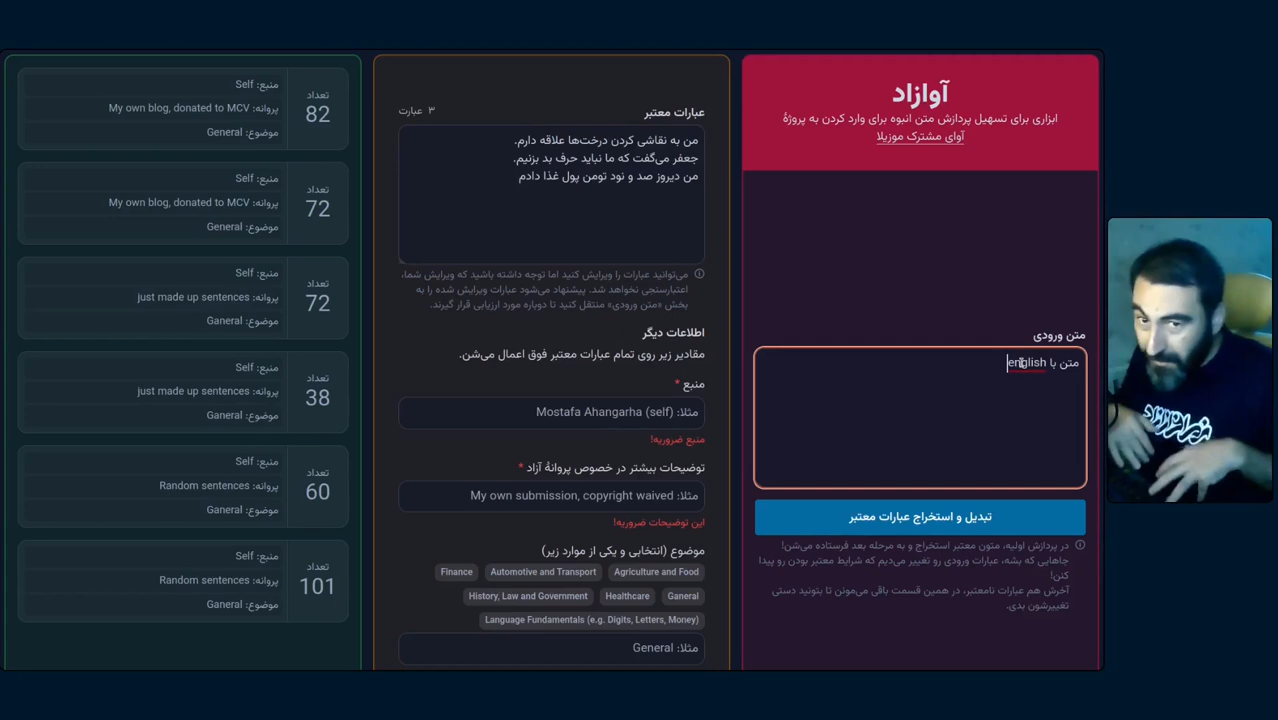 آوازاد
ابزاری برای تسهیل پردازش متن انبوه برای وارد کردن به پروژهٔ
آوای مشترک موزیلا
متن ورودی
متن با english
تبدیل و استخراج عبارات معتبر
در پردازش اولیه، متون معتبر استخراج و به مرحله بعد فرستاده می‌شن!
جاهایی که بشه، عبارات ورودی رو تغییر می‌دیم که شرایط معتبر بودن رو پیدا
کنن!
آخرش هم عبارات نامعتبر، در همین قسمت باقی می‌مونن تا بتونید دستی
تغییرشون بدی.
عبارات معتبر
۳ عبارت
من به نقاشی کردن درخت‌ها علاقه دارم.
جعفر می‌گفت که ما نباید حرف بد بزنیم.
من دیروز صد و نود تومن پول غذا دادم
می‌توانید عبارات را ویرایش کنید اما توجه داشته باشید که ویرایش شما،
اعتبارسنجی نخواهد شد. پیشنهاد می‌شود عبارات ویرایش شده را به
بخش «متن ورودی» منتقل کنید تا دوباره مورد ارزیابی قرار گیرند.
اطلاعات دیگر
مقادیر زیر روی تمام عبارات معتبر فوق اعمال می‌شن.
منبع *
مثلا: Mostafa Ahangarha (self)
منبع ضروریه!
توضیحات بیشتر در خصوص پروانهٔ آزاد *
مثلا: My own submission, copyright waived
این توضیحات ضروریه!
موضوع (انتخابی و یکی از موارد زیر)
Agriculture and Food
Automotive and Transport
Finance
Ganeral
Healthcare
History, Law and Government
Language Fundamentals (e.g. Digits, Letters, Money)
مثلا: General
تعداد
82
منبع: Self
پروانه: My own blog, donated to MCV
موضوع: General
تعداد
72
منبع: Self
پروانه: My own blog, donated to MCV
موضوع: General
تعداد
72
منبع: Self
پروانه: just made up sentences
موضوع: Ganeral
تعداد
38
منبع: Self
پروانه: just made up sentences
موضوع: Ganeral
تعداد
60
منبع: Self
پروانه: Random sentences
موضوع: Ganeral
تعداد
101
منبع: Self
پروانه: Random sentences
موضوع: Ganeral